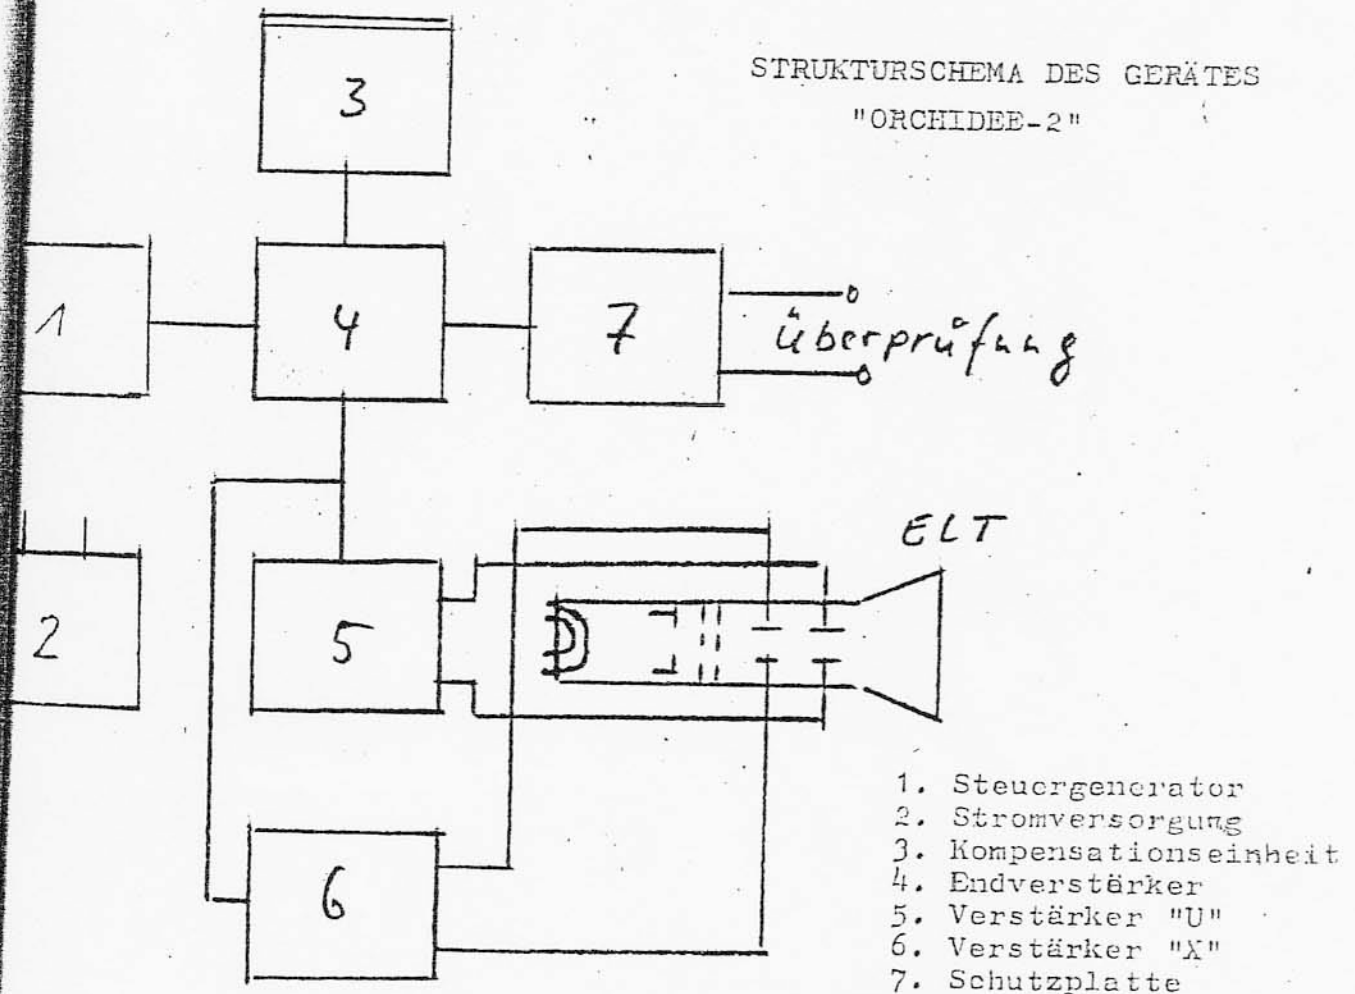 STRUKTURSCHEMA DES GERÄTES
"ORCHIDEE-2"
3
1
4
7
Überprüfung
ELT
2
5
6
1. Steuergenerator
2. Stromversorgung
3. Kompensationseinheit
4. Endverstärker
5. Verstärker "U"
6. Verstärker "X"
7. Schutzplatte